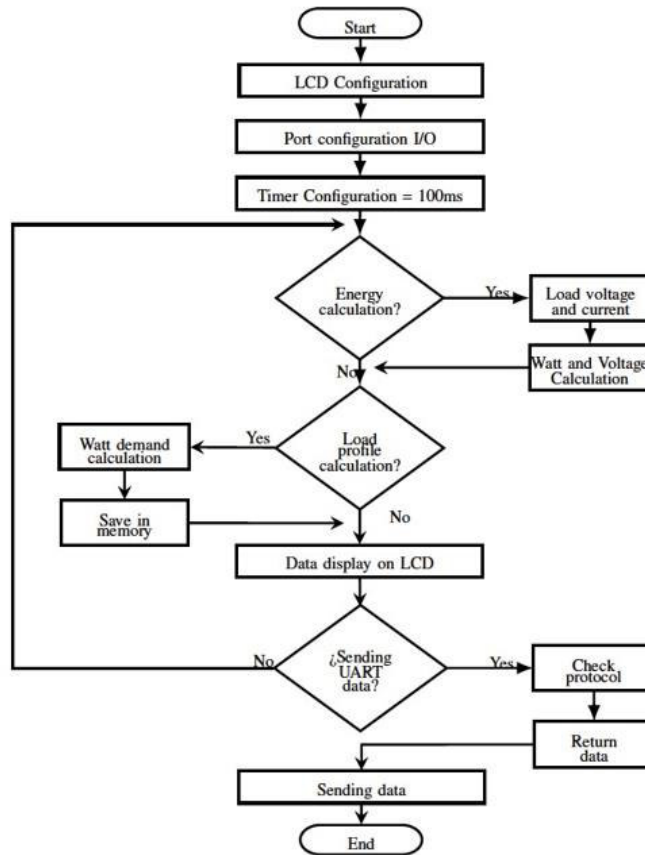 Start
LCD Configuration
Port configuration I/O
Timer Configuration = 100ms
Energy
calculation?
Yes
Load voltage
and current
Watt and Voltage
Calculation
No
Load
profile
calculation?
Yes
Watt demand
calculation
Save in
memory
No
Data display on LCD
¿Sending
UART
data?
No
Yes
Check
protocol
Return
data
Sending data
End